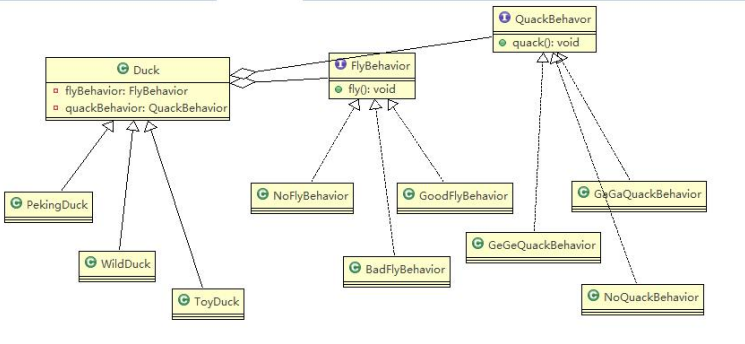 QuackBehavor
quack(): void
Duck
flyBehavior: FlyBehavior
quackBehavior: QuackBehavior
FlyBehavior
fly(): void
PekingDuck
WildDuck
ToyDuck
NoFlyBehavior
GoodFlyBehavior
BadFlyBehavior
GeGeQuackBehavior
GaGaQuackBehavior
NoQuackBehavior